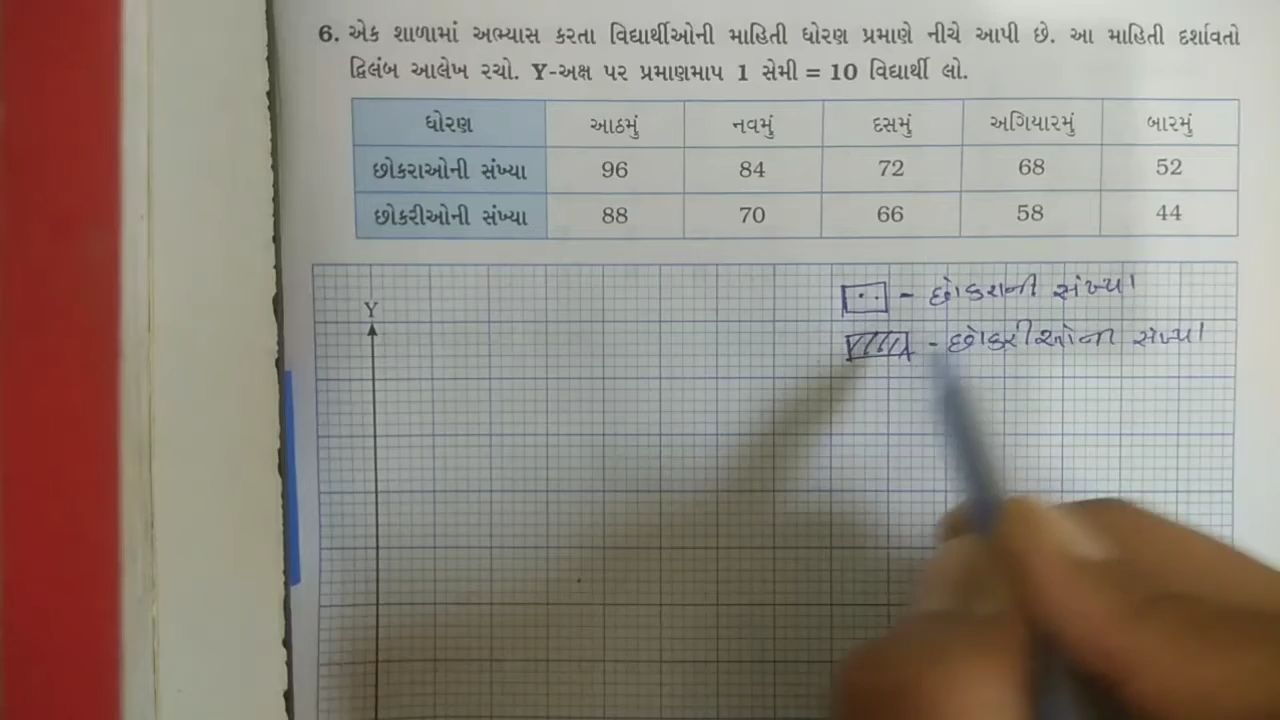 6. એક શાળામાં અભ્યાસ કરતા વિદ્યાર્થીઓની માહિતી ધોરણ પ્રમાણે નીચે આપી છે. આ માહિતી દર્શાવતો
દ્વિલંબ આલેખ રચો. Y-અક્ષ પર પ્રમાણમાપ 1 સેમી = 10 વિદ્યાર્થી લો.
ધોરણ આઠમું નવમું દસમું અગિયારમું બારમું
છોકરાઓની સંખ્યા 96 84 72 68 52
છોકરીઓની સંખ્યા 88 70 66 58 44
- છોકરાની સંખ્યા
Y
- છોકરીઓની સંખ્યા